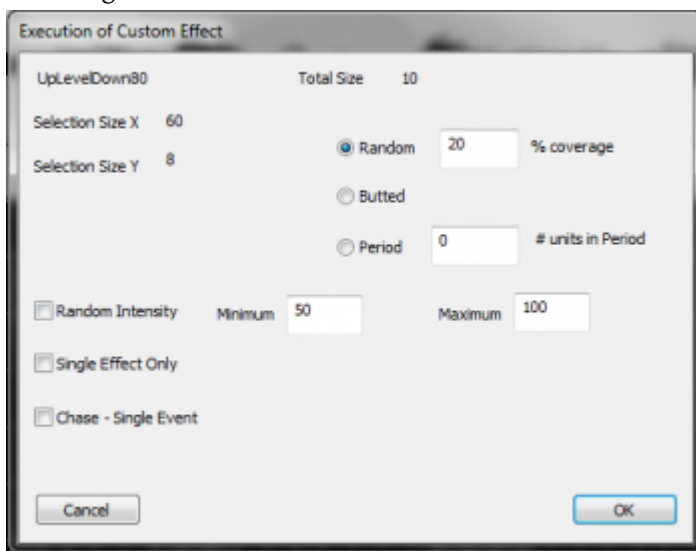 Execution of Custom Effect
UpLevelDown80 Total Size 10
Selection Size X 60
Random 20 % coverage
Selection Size Y 8
Butted
Period 0 # units in Period
Random Intensity Minimum 50 Maximum 100
Single Effect Only
Chase - Single Event
Cancel OK